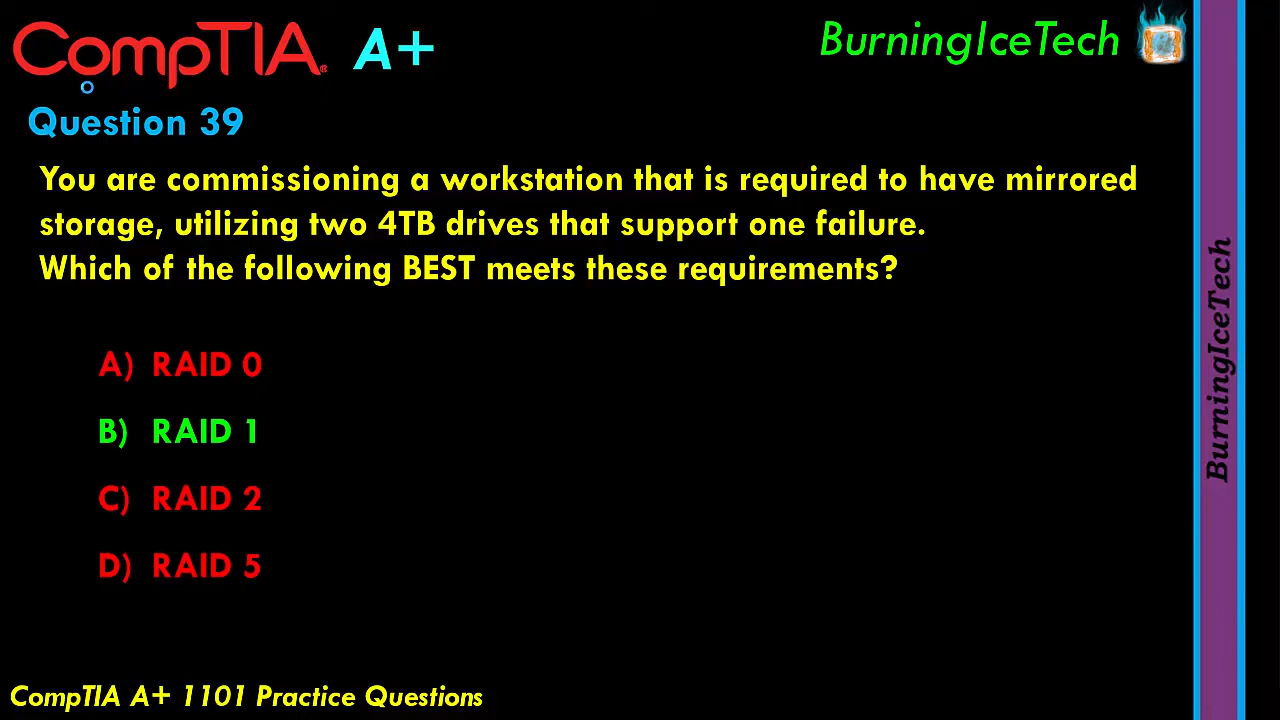 CompTIA® A+
BurningIceTech
Question 39
You are commissioning a workstation that is required to have mirrored
storage, utilizing two 4TB drives that support one failure.
Which of the following BEST meets these requirements?
A) RAID 0
B) RAID 1
C) RAID 2
D) RAID 5
CompTIA A+ 1101 Practice Questions
BurningIceTech